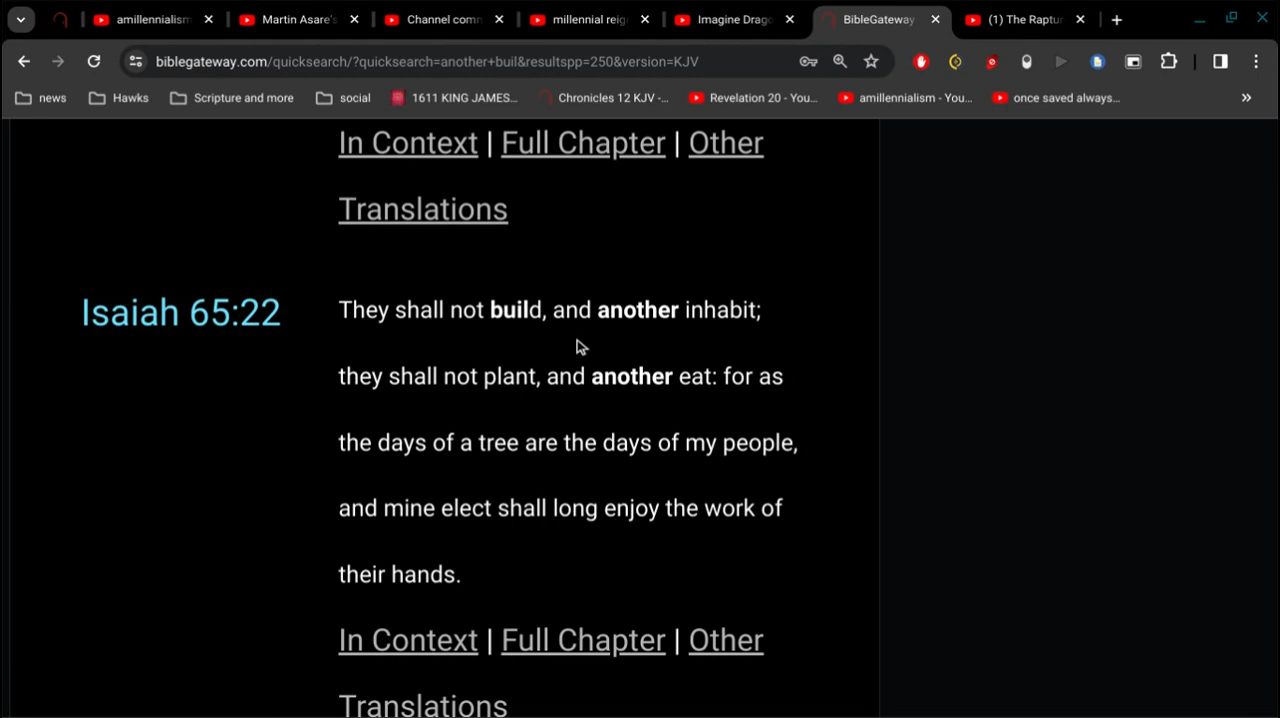 amillennialism
Martin Asare's
Channel comm
millennial reig
Imagine Drago
BibleGateway
(1) The Raptur
biblegateway.com/quicksearch/?quicksearch=another+buil&resultspp=250&version=KJV
news
Hawks
Scripture and more
social
1611 KING JAMES...
Chronicles 12 KJV -...
Revelation 20 - You...
amillennialism - You...
once saved always...
»
In Context | Full Chapter | Other
Translations
Isaiah 65:22
They shall not build, and another inhabit;
they shall not plant, and another eat: for as
the days of a tree are the days of my people,
and mine elect shall long enjoy the work of
their hands.
In Context | Full Chapter | Other
Translations